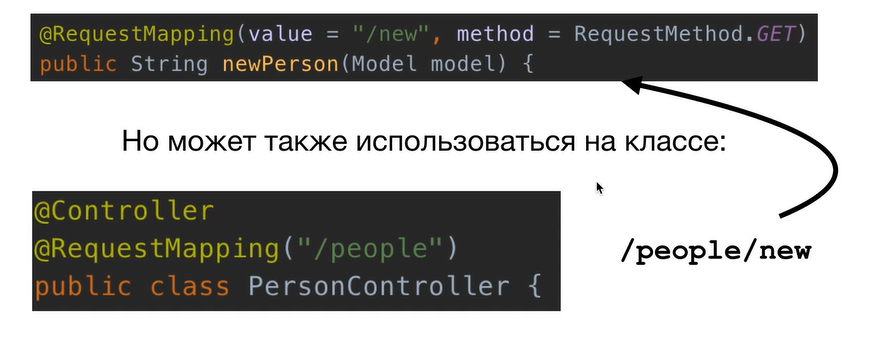 @RequestMapping(value = "/new", method = RequestMethod.GET)
public String newPerson(Model model) {
Но может также использоваться на классе:
@Controller
@RequestMapping("/people")
public class PersonController {
/people/new